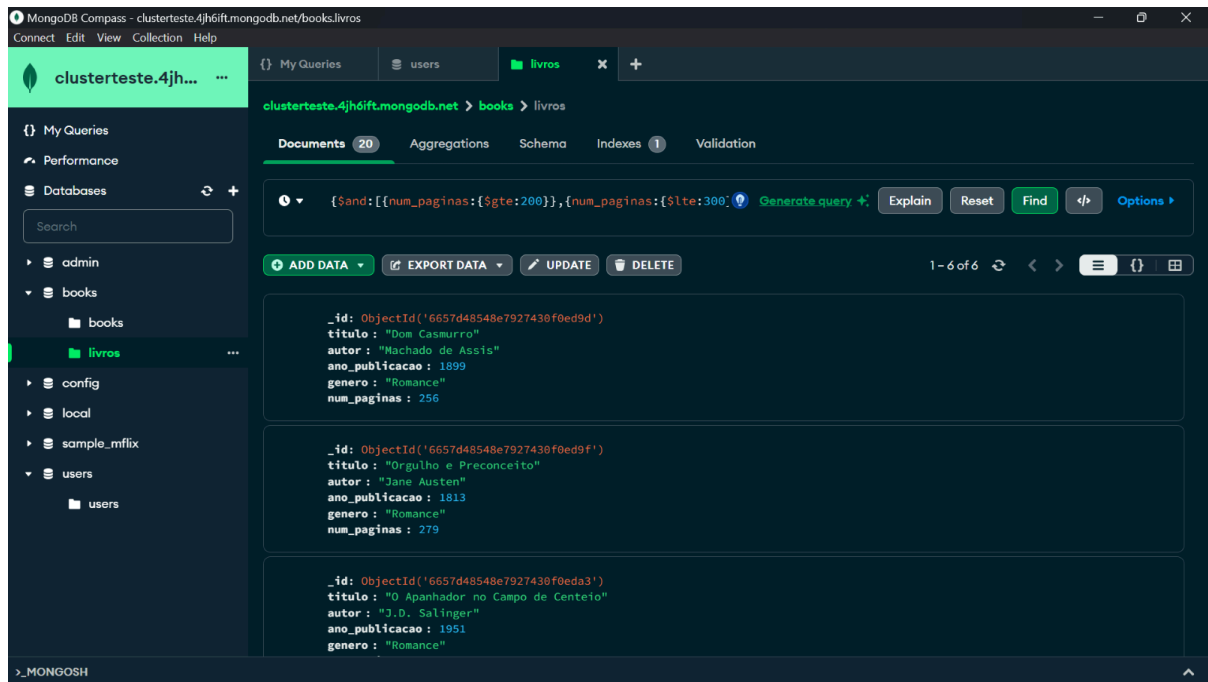 MongoDB Compass - clusterteste.4jh6ift.mongodb.net/books.livros
Connect Edit View Collection Help
clusterteste.4jh... ...
{} My Queries
Performance
Databases
Search
admin
books
books
livros ...
config
local
sample_mflix
users
users
{} My Queries users livros
clusterteste.4jh6ift.mongodb.net > books > livros
Documents 20 Aggregations Schema Indexes 1 Validation
{$and:[{num_paginas:{$gte:200}},{num_paginas:{$lte:300} Generate query Explain Reset Find </> Options
ADD DATA EXPORT DATA UPDATE DELETE 1 – 6 of 6 {}
_id: ObjectId('6657d48548e7927430f0ed9d')
titulo : "Dom Casmurro"
autor : "Machado de Assis"
ano_publicacao : 1899
genero : "Romance"
num_paginas : 256
_id: ObjectId('6657d48548e7927430f0ed9f')
titulo : "Orgulho e Preconceito"
autor : "Jane Austen"
ano_publicacao : 1813
genero : "Romance"
num_paginas : 279
_id: ObjectId('6657d48548e7927430f0eda3')
titulo : "O Apanhador no Campo de Centeio"
autor : "J.D. Salinger"
ano_publicacao : 1951
genero : "Romance"
>_MONGOSH